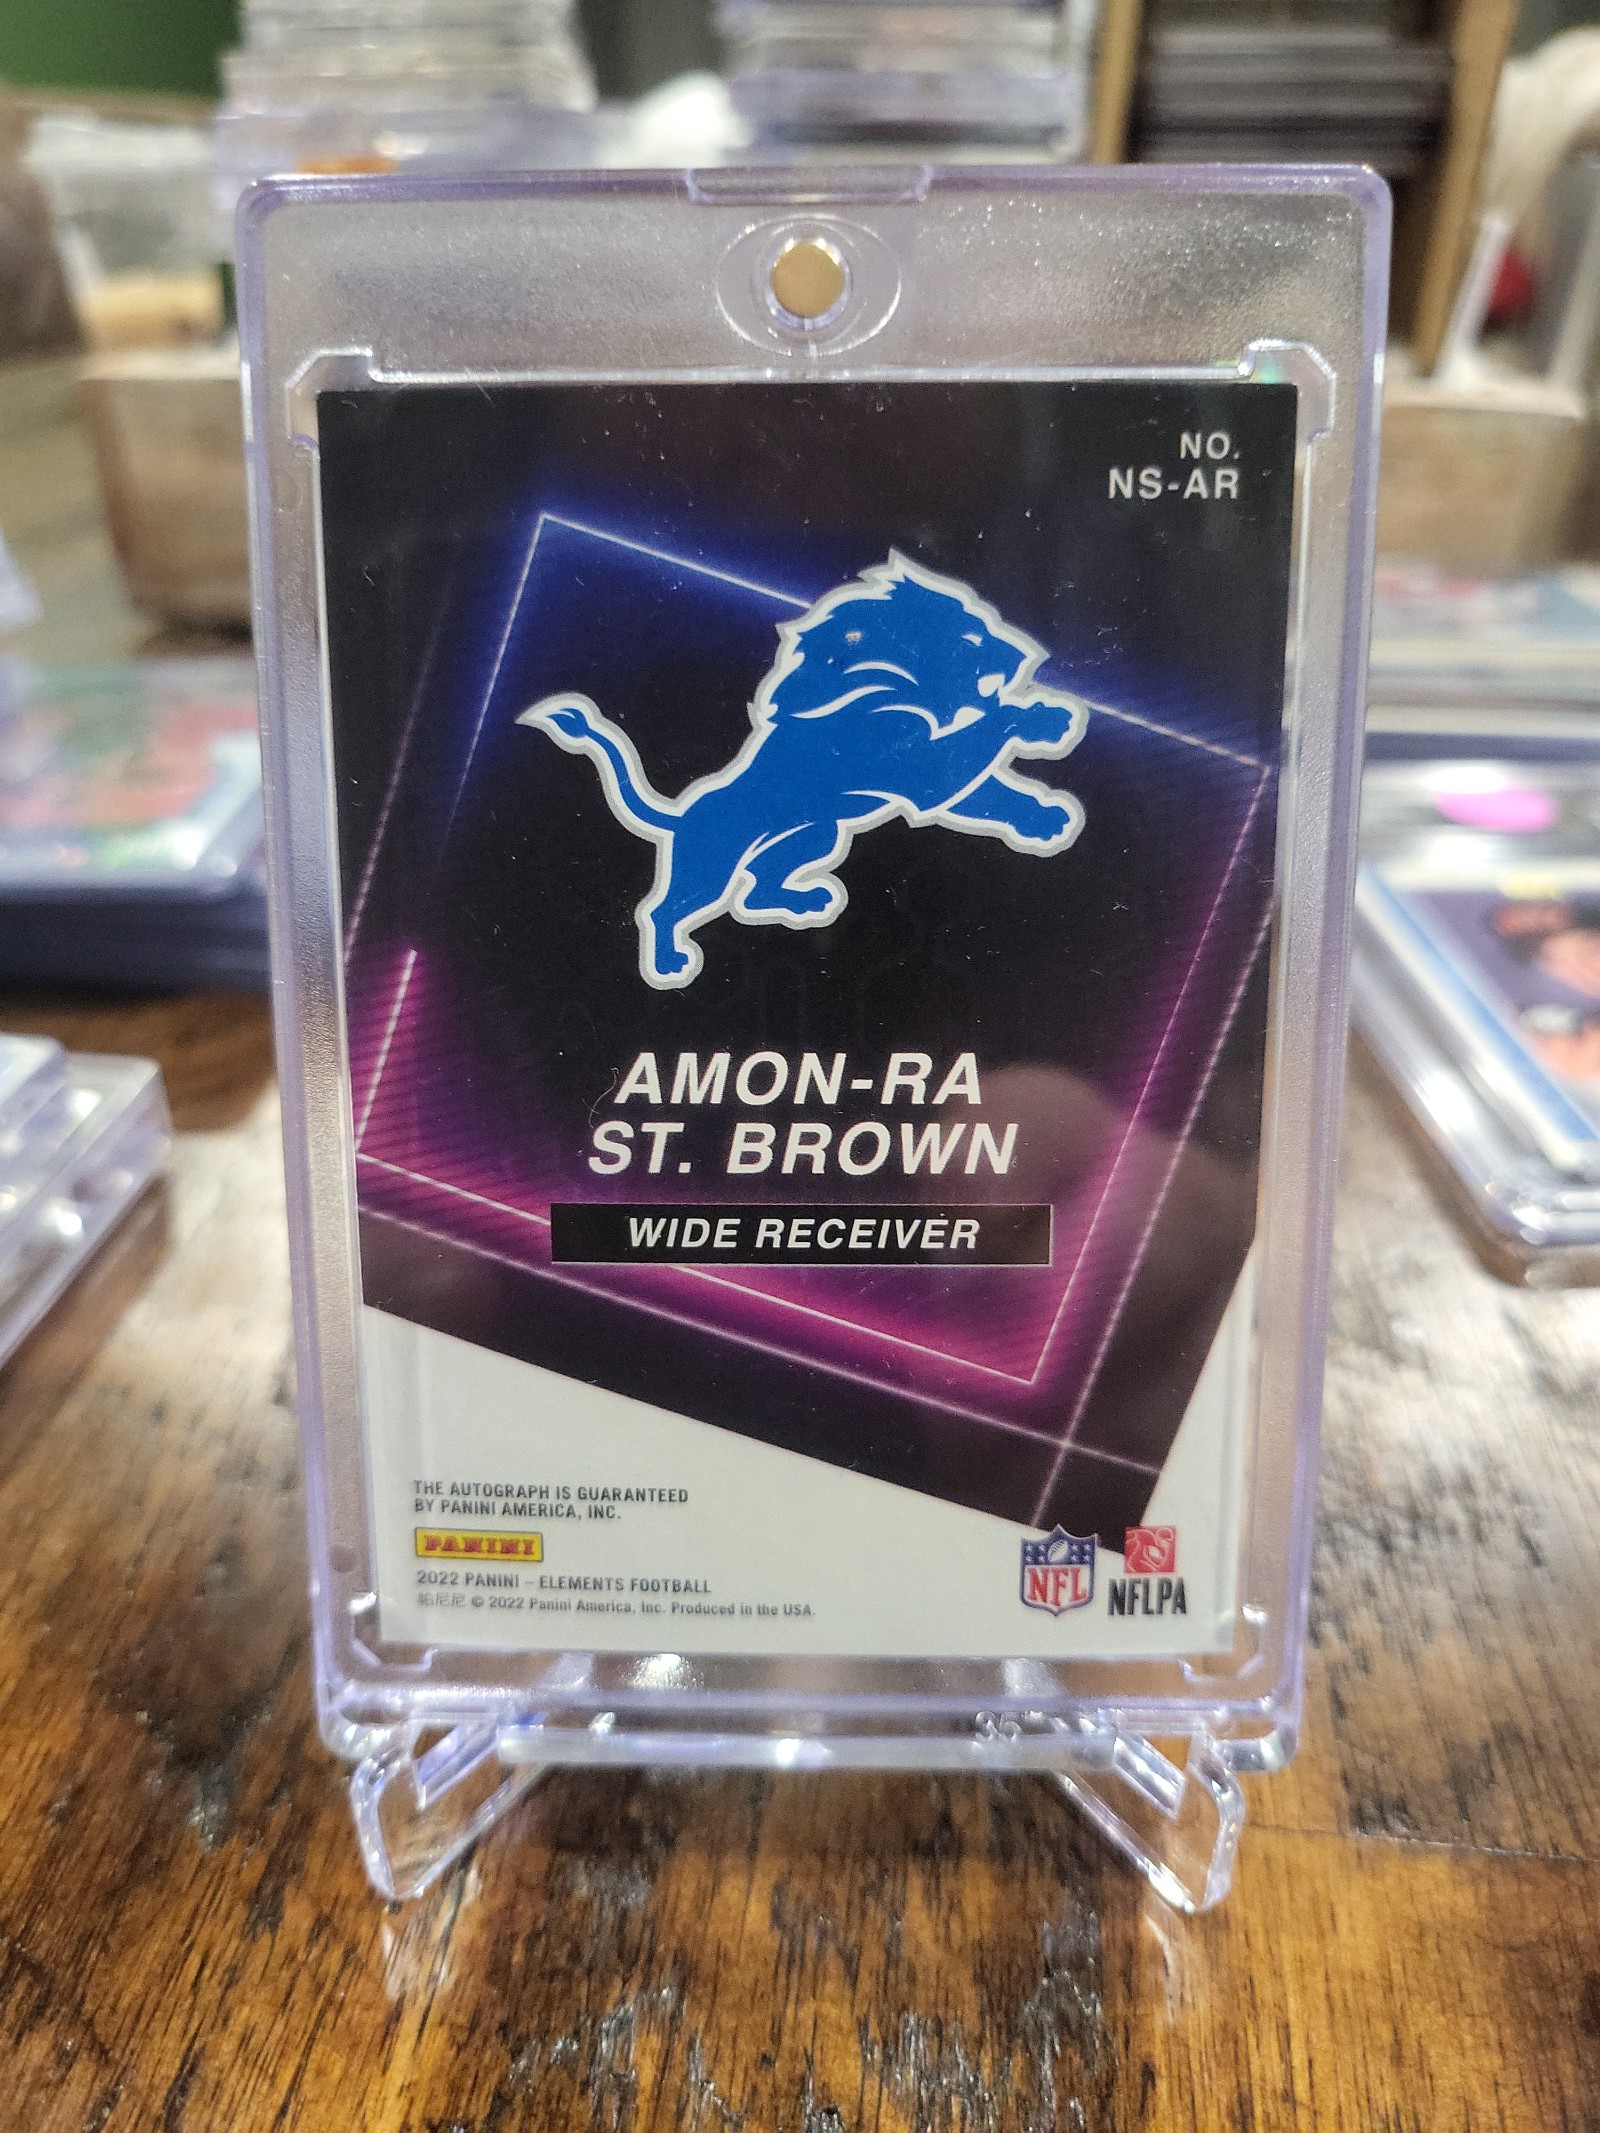 NO.
NS-AR
AMON-RA
ST. BROWN
WIDE RECEIVER
THE AUTOGRAPH IS GUARANTEED
BY PANINI AMERICA, INC.
PANINI
2022 PANINI – ELEMENTS FOOTBALL
帕尼尼 © 2022 Panini America, Inc. Produced in the USA.
NFL
NFLPA
35